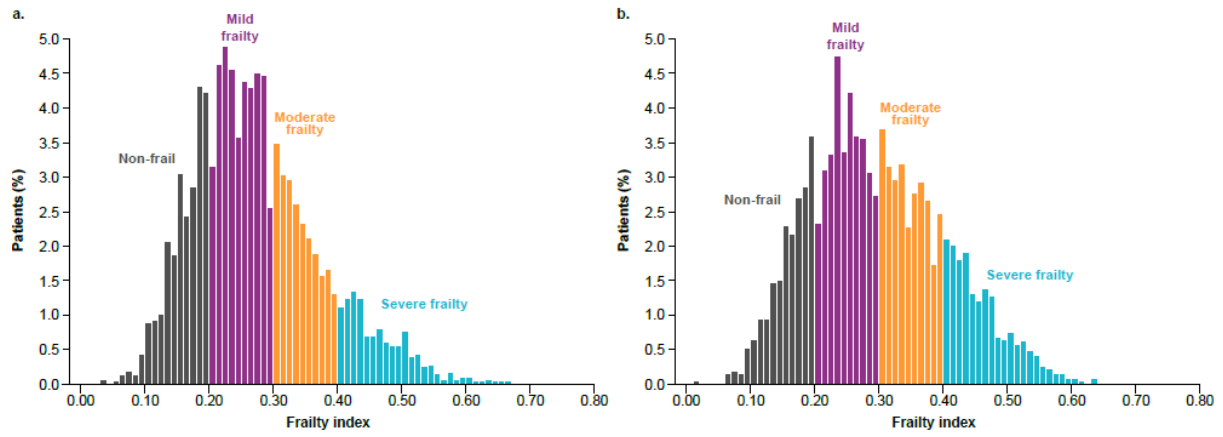 a.
Mild
frailty
Moderate
frailty
Non-frail
Severe frailty
Patients (%)
5.0
4.5
4.0
3.5
3.0
2.5
2.0
1.5
1.0
0.5
0.0
0.00 0.10 0.20 0.30 0.40 0.50 0.60 0.70 0.80
Frailty index
b.
Mild
frailty
Moderate
frailty
Non-frail
Severe frailty
Patients (%)
5.0
4.5
4.0
3.5
3.0
2.5
2.0
1.5
1.0
0.5
0.0
0.00 0.10 0.20 0.30 0.40 0.50 0.60 0.70 0.80
Frailty index